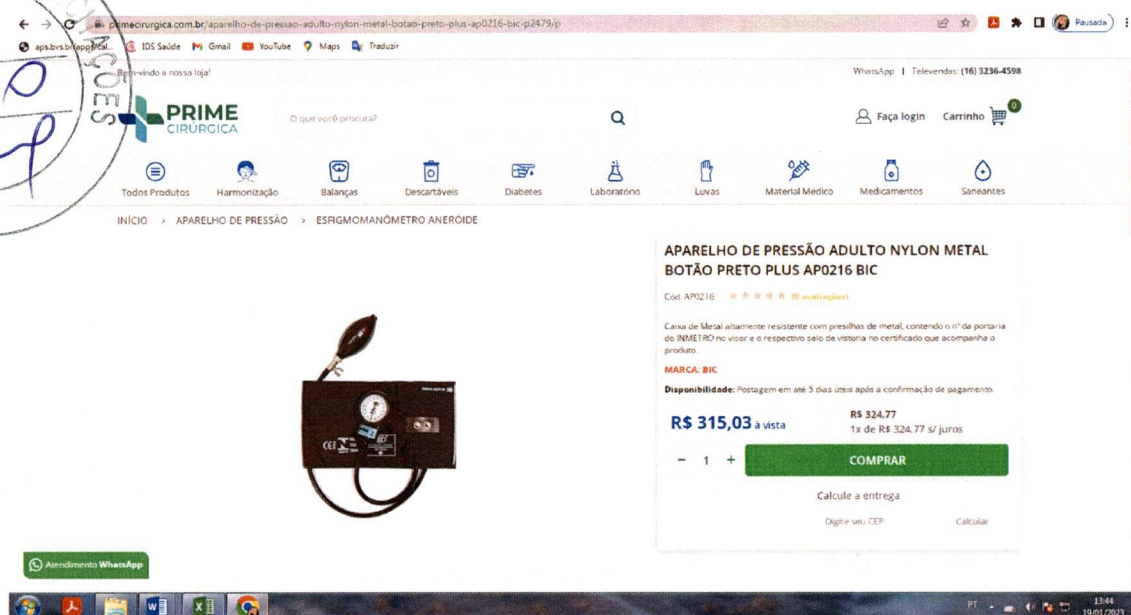 primecirurgica.com.br/aparelho-de-pressao-adulto-nylon-metal-botao-preto-plus-ap0216-bic-p2479/p
Pausada
IDS Saúde Gmail YouTube Maps Traduzir
AÇÕES
Bem-vindo a nossa loja!
WhatsApp | Televendas: (16) 3236-4598
PRIME
CIRÚRGICA
O que você procura?
Faça login Carrinho 0
Todos Produtos Harmonização Balanças Descartáveis Diabetes Laboratório Luvas Material Médico Medicamentos Saneantes
INÍCIO > APARELHO DE PRESSÃO > ESFIGMOMANÔMETRO ANERÓIDE
APARELHO DE PRESSÃO ADULTO NYLON METAL
BOTÃO PRETO PLUS AP0216 BIC
Cód: AP0216 (0 avaliações)
Caixa de Metal altamente resistente com presilhas de metal, contendo o nº da portaria
do INMETRO no visor e o respectivo selo de vistoria no certificado que acompanha o
produto.
MARCA: BIC
Disponibilidade: Postagem em até 5 dias úteis após a confirmação de pagamento.
R$ 315,03 à vista
R$ 324,77
1x de R$ 324,77 s/ juros
- 1 +
COMPRAR
Calcule a entrega
Digite seu CEP Calcular
Atendimento WhatsApp
PT
13:44
19/01/2023